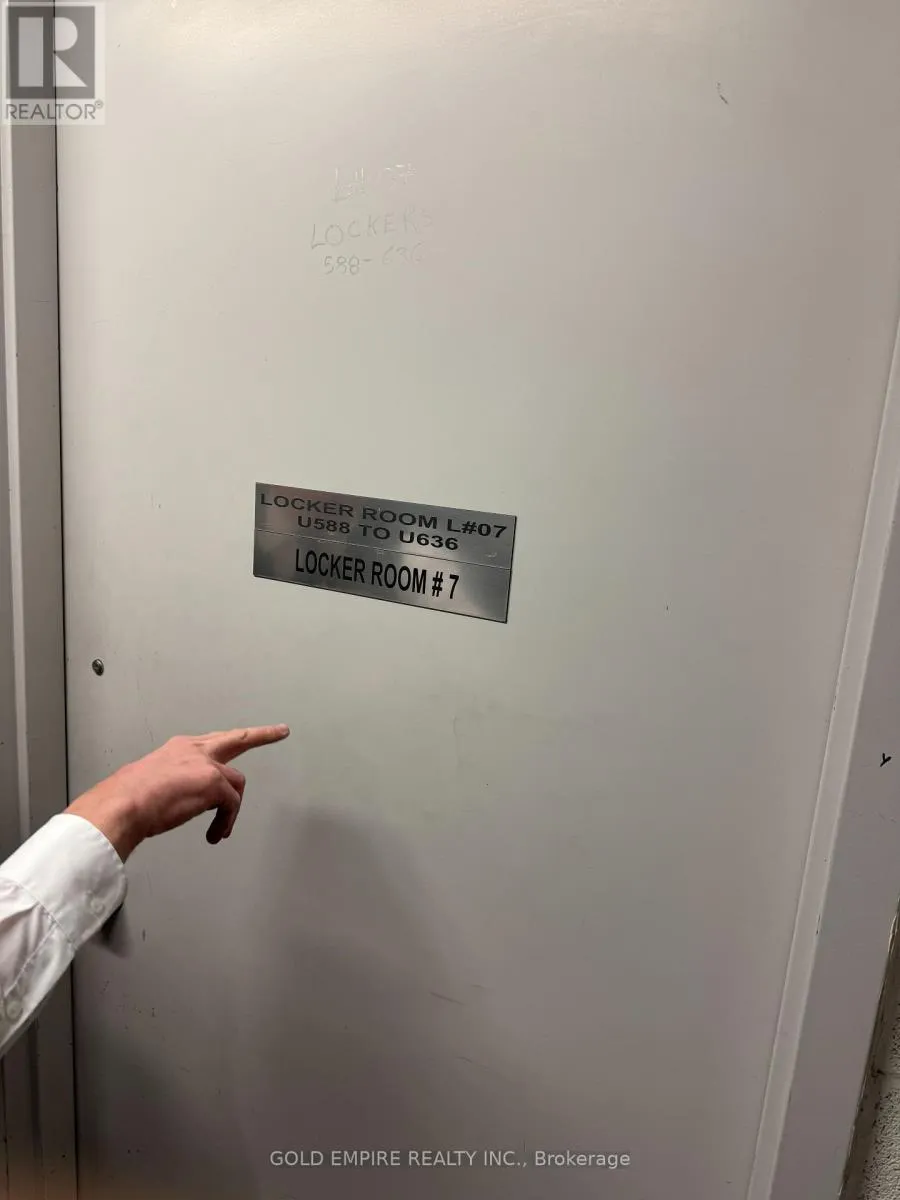 REALTOR®
LOCKERS
588-636
LOCKER ROOM L#07
U588 TO U636
LOCKER ROOM # 7
GOLD EMPIRE REALTY INC., Brokerage